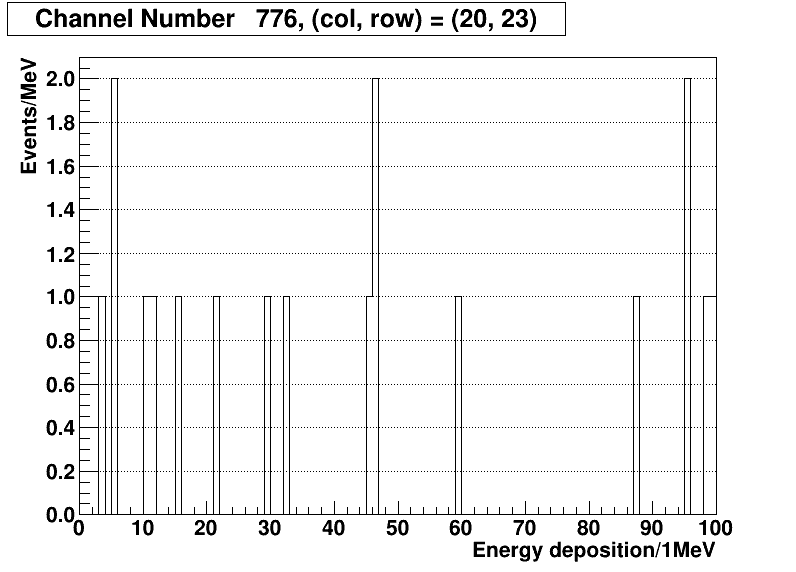 Channel Number   776, (col, row) = (20, 23)
Events/MeV
2.0
1.8
1.6
1.4
1.2
1.0
0.8
0.6
0.4
0.2
0.0
0 10 20 30 40 50 60 70 80 90 100
Energy deposition/1MeV